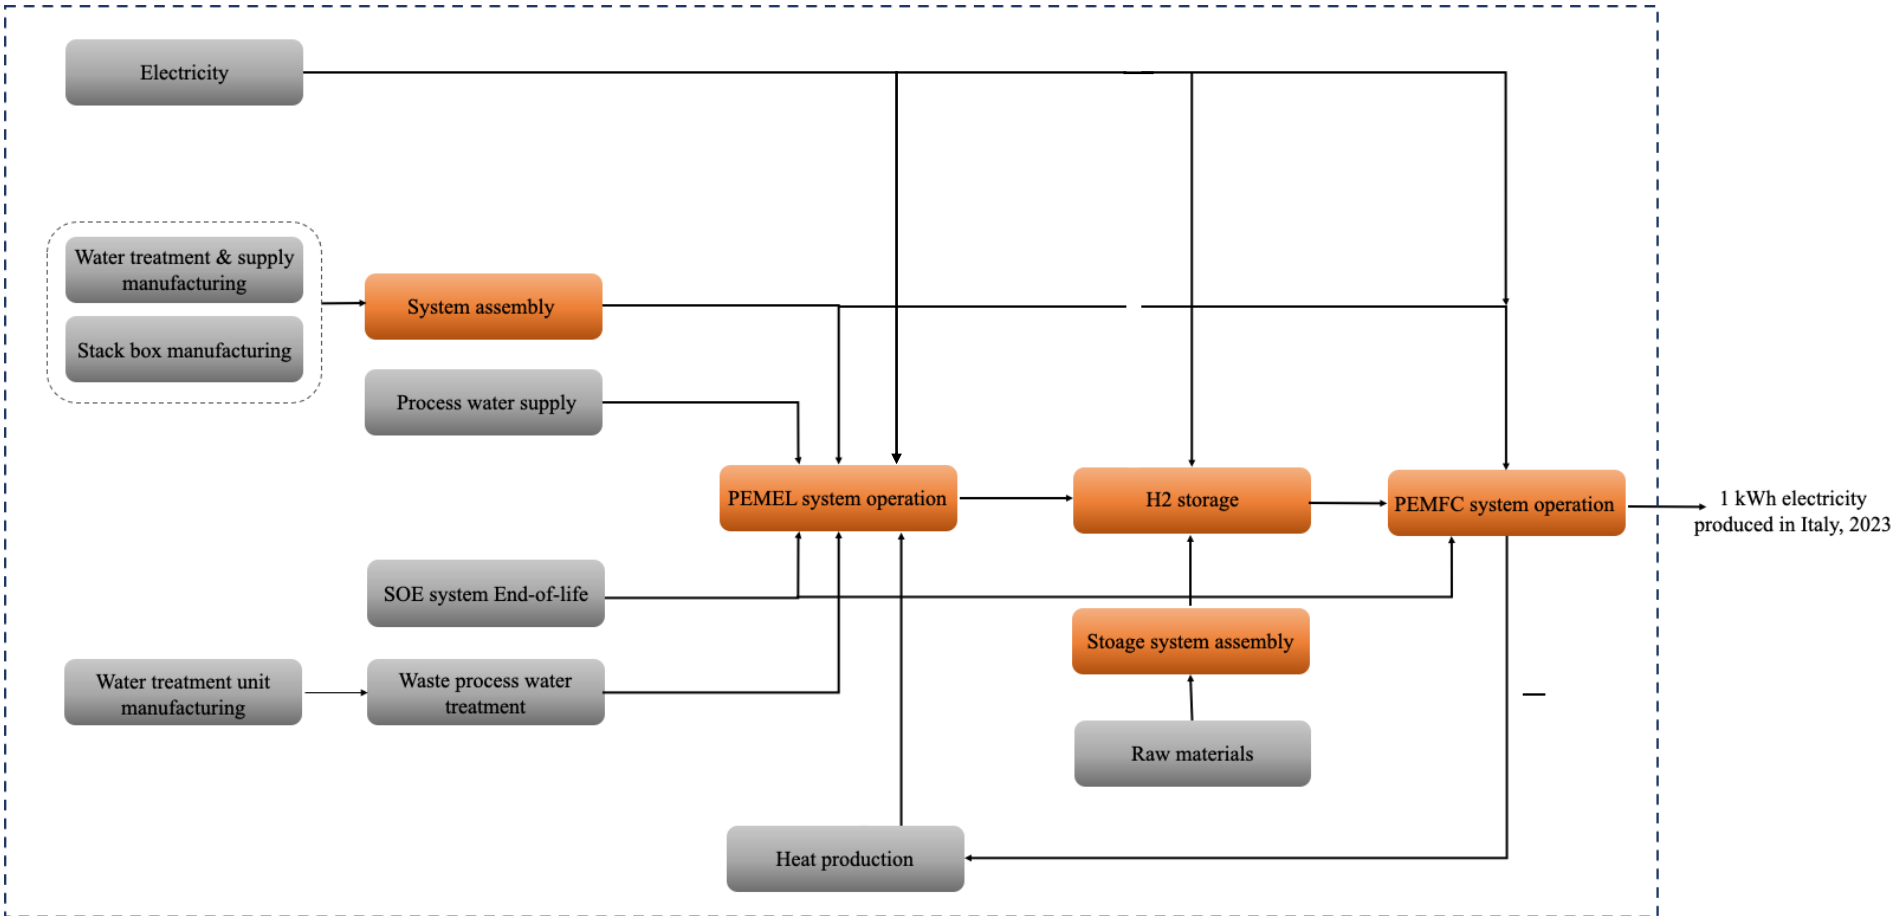 Electricity
Water treatment & supply
manufacturing
Stack box manufacturing
System assembly
Process water supply
PEMEL system operation
H2 storage
PEMFC system operation
1 kWh electricity
produced in Italy, 2023
SOE system End-of-life
Stoage system assembly
Water treatment unit
manufacturing
Waste process water
treatment
Raw materials
Heat production